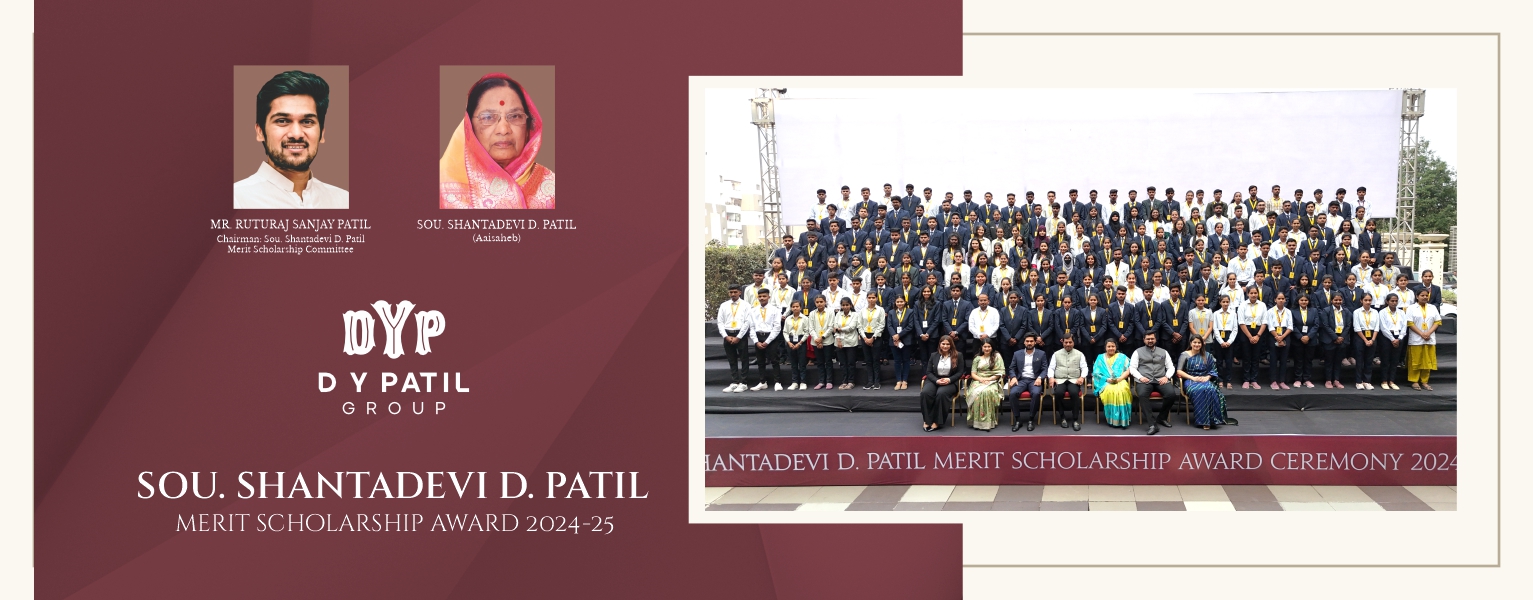 MR. RUTURAJ SANJAY PATIL
Chairman: Sou. Shantadevi D. Patil
Merit Scholarship Committee
SOU. SHANTADEVI D. PATIL
(Aaisaheb)
DYP
D Y PATIL
GROUP
SOU. SHANTADEVI D. PATIL
MERIT SCHOLARSHIP AWARD 2024-25
HANTADEVI D. PATIL MERIT SCHOLARSHIP AWARD CEREMONY 2024